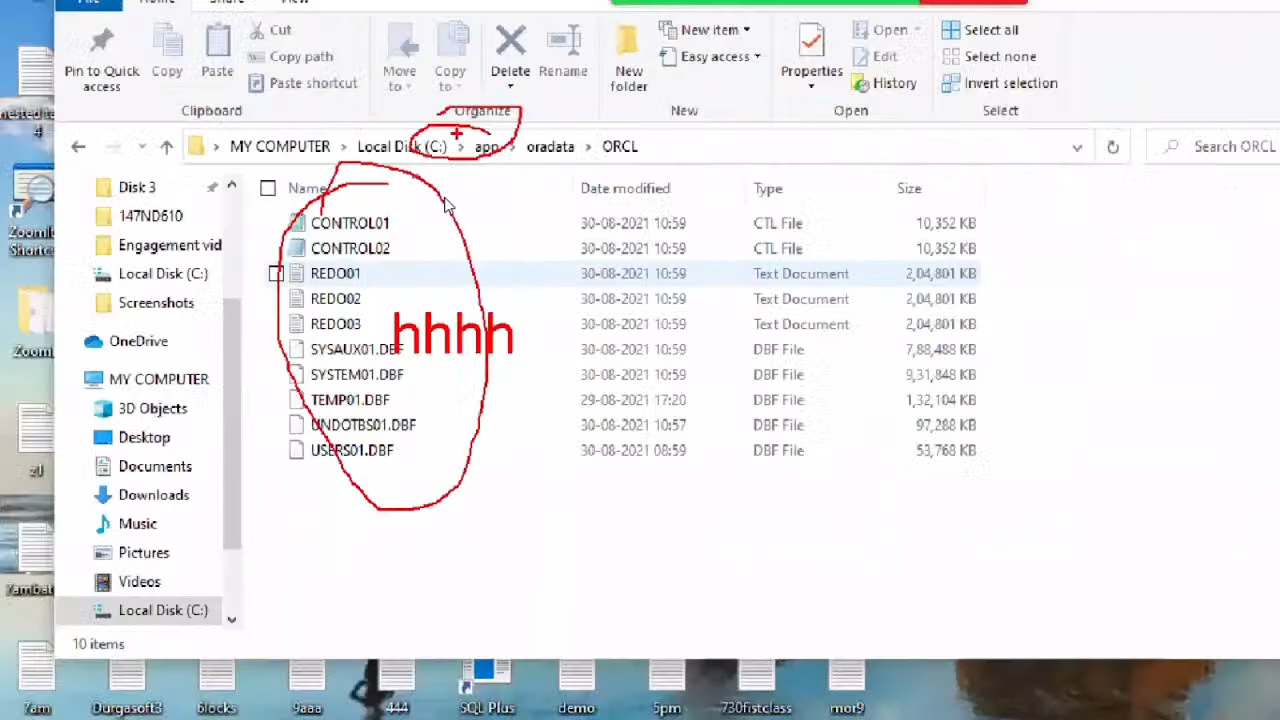 File Home Share View
Pin to Quick access
Copy
Paste
Cut
Copy path
Paste shortcut
Move to
Copy to
Delete
Rename
New folder
New item
Easy access
Properties
Open
Edit
History
Select all
Select none
Invert selection
Clipboard Organize New Open Select
MY COMPUTER > Local Disk (C:) > app > oradata > ORCL
Search ORCL
Name Date modified Type Size
CONTROL01 30-08-2021 10:59 CTL File 10,352 KB
CONTROL02 30-08-2021 10:59 CTL File 10,352 KB
REDO01 30-08-2021 10:59 Text Document 2,04,801 KB
REDO02 30-08-2021 10:59 Text Document 2,04,801 KB
REDO03 30-08-2021 10:59 Text Document 2,04,801 KB
hhhh
SYSAUX01.DBF 30-08-2021 10:59 DBF File 7,88,488 KB
SYSTEM01.DBF 30-08-2021 10:59 DBF File 9,31,848 KB
TEMP01.DBF 29-08-2021 17:20 DBF File 1,32,104 KB
UNDOTBS01.DBF 30-08-2021 10:57 DBF File 97,288 KB
USERS01.DBF 30-08-2021 08:59 DBF File 53,768 KB
Disk 3
147ND610
Engagement vid
Local Disk (C:)
Screenshots
OneDrive
MY COMPUTER
3D Objects
Desktop
Documents
Downloads
Music
Pictures
Videos
Local Disk (C:)
10 items
7am Durgasoft3 blocks 9aaa 444 SQL Plus demo 5pm 730fistclass mor9